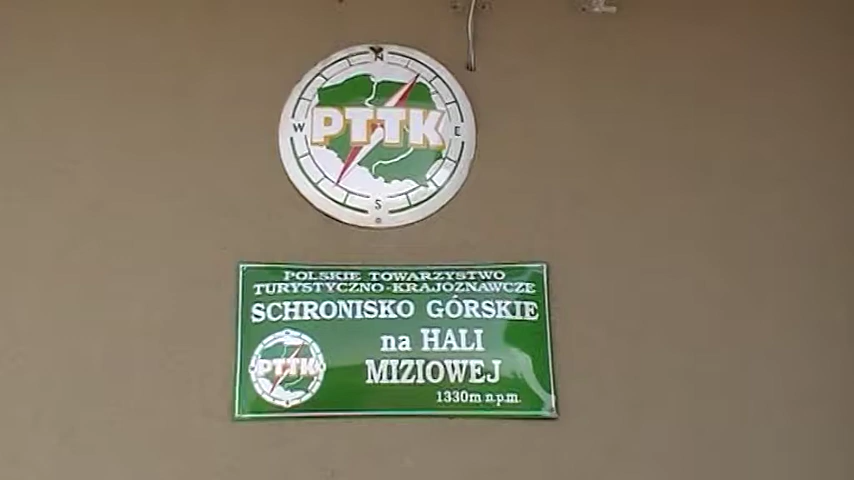 N
W PTTK E
S
POLSKIE TOWARZYSTWO
TURYSTYCZNO-KRAJOZNAWCZE
SCHRONISKO GÓRSKIE
na HALI
PTTK MIZIOWEJ
1330m n.p.m.